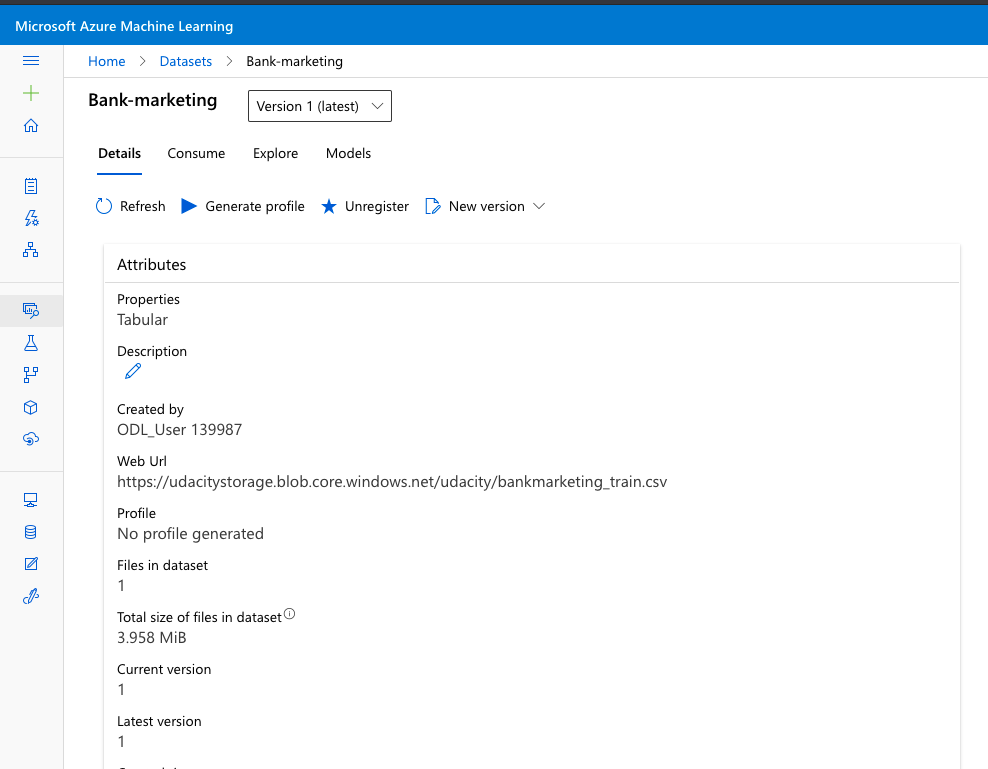 Microsoft Azure Machine Learning
Home > Datasets > Bank-marketing
Bank-marketing
Version 1 (latest)
Details Consume Explore Models
Refresh Generate profile Unregister New version
Attributes
Properties
Tabular
Description
Created by
ODL_User 139987
Web Url
https://udacitystorage.blob.core.windows.net/udacity/bankmarketing_train.csv
Profile
No profile generated
Files in dataset
1
Total size of files in dataset
3.958 MiB
Current version
1
Latest version
1